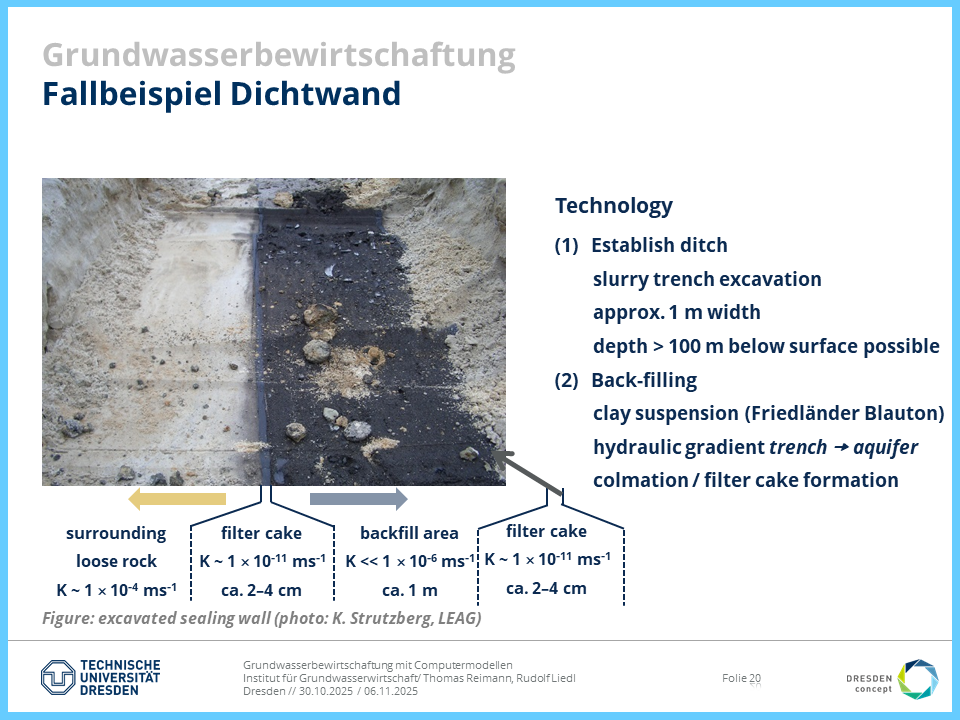 Grundwasserbewirtschaftung
Fallbeispiel Dichtwand
Technology
(1) Establish ditch
slurry trench excavation
approx. 1 m width
depth > 100 m below surface possible
(2) Back-filling
clay suspension (Friedländer Blauton)
hydraulic gradient trench → aquifer
colmation / filter cake formation
surrounding
loose rock
K ~ 1 × 10⁻⁴ ms⁻¹
filter cake
K ~ 1 × 10⁻¹¹ ms⁻¹
ca. 2–4 cm
backfill area
K << 1 × 10⁻⁶ ms⁻¹
ca. 1 m
filter cake
K ~ 1 × 10⁻¹¹ ms⁻¹
ca. 2–4 cm
Figure: excavated sealing wall (photo: K. Strutzberg, LEAG)
TECHNISCHE
UNIVERSITÄT
DRESDEN
Grundwasserbewirtschaftung mit Computermodellen
Institut für Grundwasserwirtschaft/ Thomas Reimann, Rudolf Liedl
Dresden // 30.10.2025 / 06.11.2025
Folie 20
DRESDEN
concept